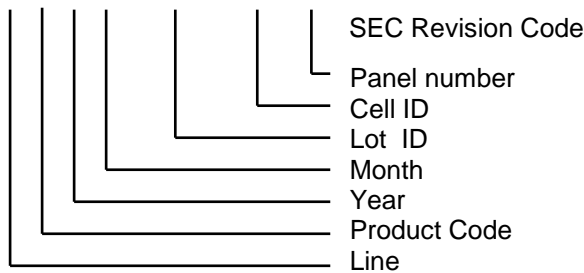 SEC Revision Code
Panel number
Cell ID
Lot ID
Month
Year
Product Code
Line